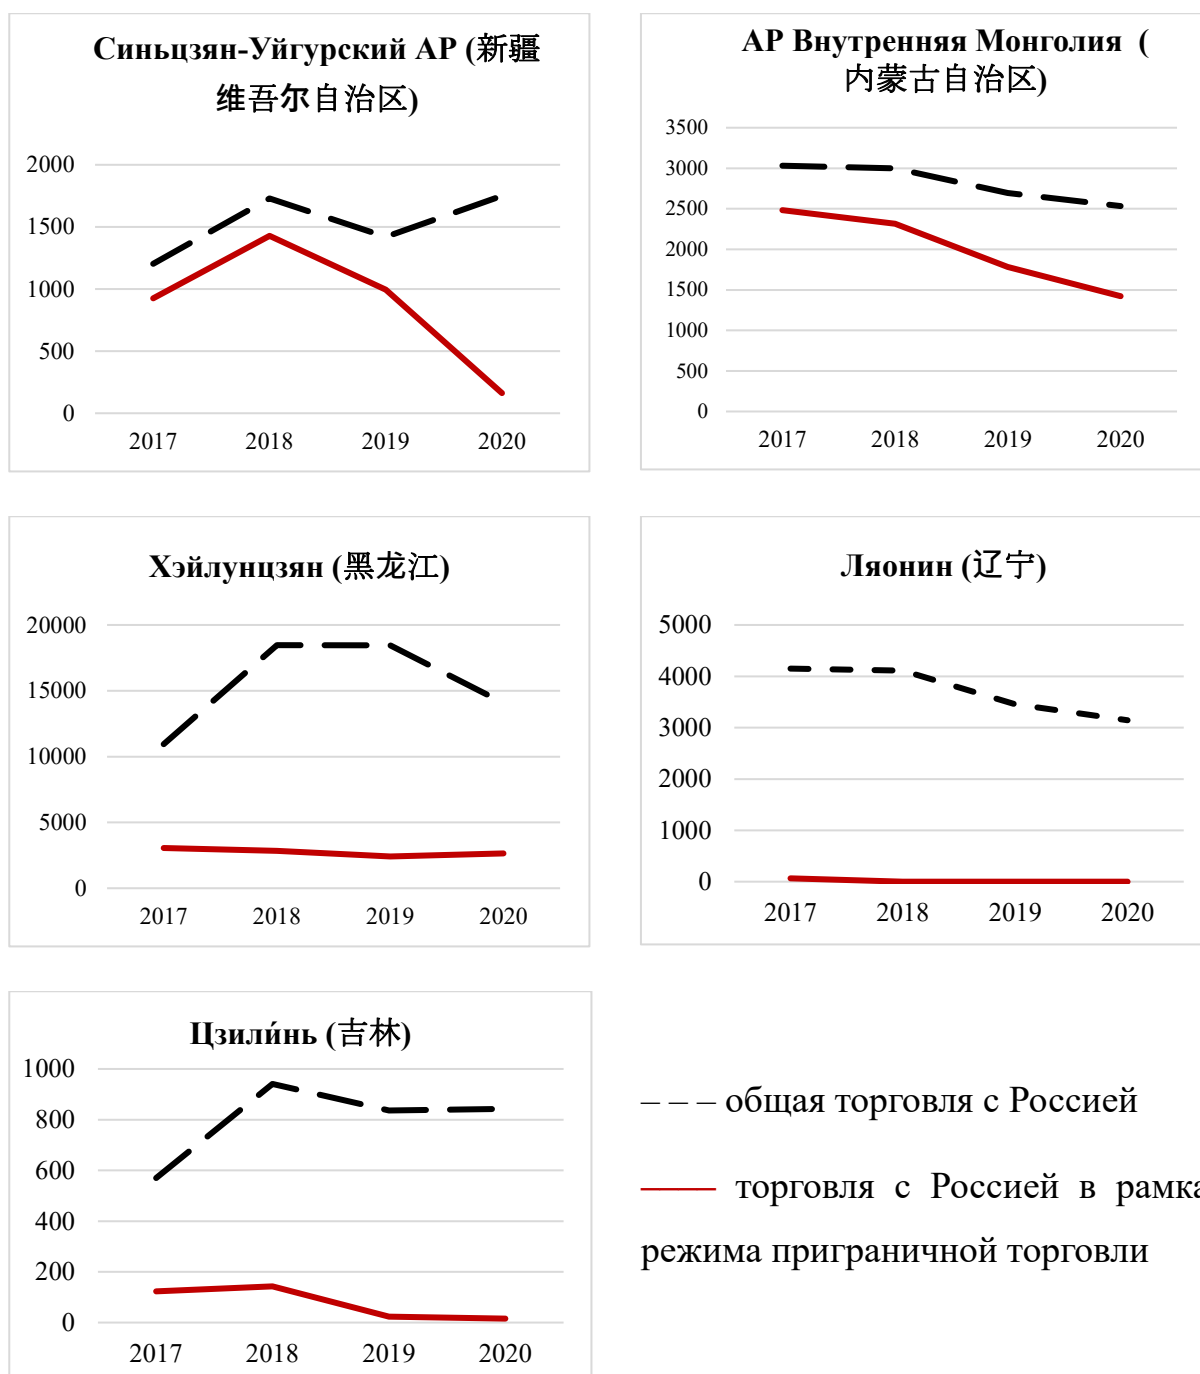 Синьцзян-Уйгурский АР (新疆
维吾尔自治区)
2000
1500
1000
500
0
2017 2018 2019 2020
АР Внутренняя Монголия (
内蒙古自治区)
3500
3000
2500
2000
1500
1000
500
0
2017 2018 2019 2020
Хэйлунцзян (黑龙江)
20000
15000
10000
5000
0
2017 2018 2019 2020
Ляонин (辽宁)
5000
4000
3000
2000
1000
0
2017 2018 2019 2020
Цзили́нь (吉林)
1000
800
600
400
200
0
2017 2018 2019 2020
– – – общая торговля с Россией
—— торговля с Россией в рамка
режима приграничной торговли